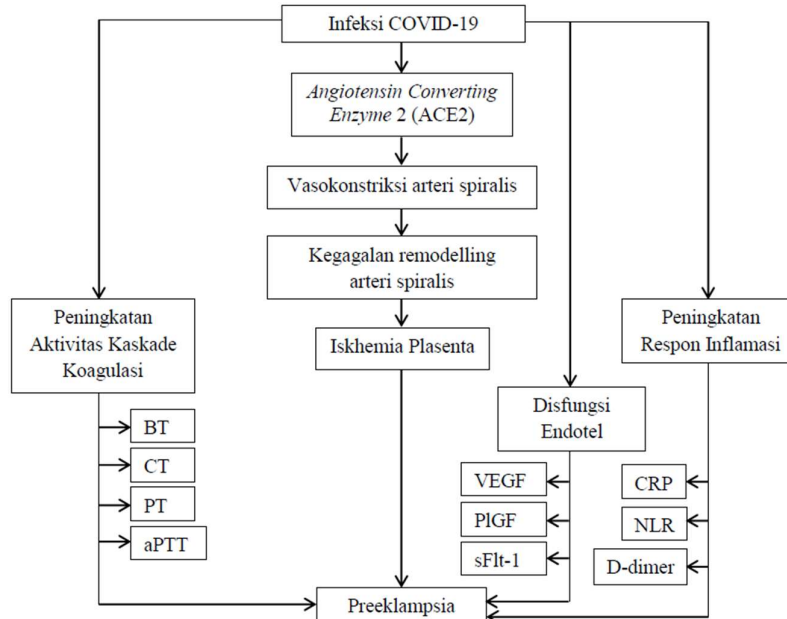 Infeksi COVID-19
Angiotensin Converting
Enzyme 2 (ACE2)
Vasokonstriksi arteri spiralis
Kegagalan remodelling
arteri spiralis
Peningkatan
Aktivitas Kaskade
Koagulasi
Iskhemia Plasenta
Peningkatan
Respon Inflamasi
Disfungsi
Endotel
BT
CT
PT
aPTT
VEGF
PlGF
sFlt-1
CRP
NLR
D-dimer
Preeklampsia